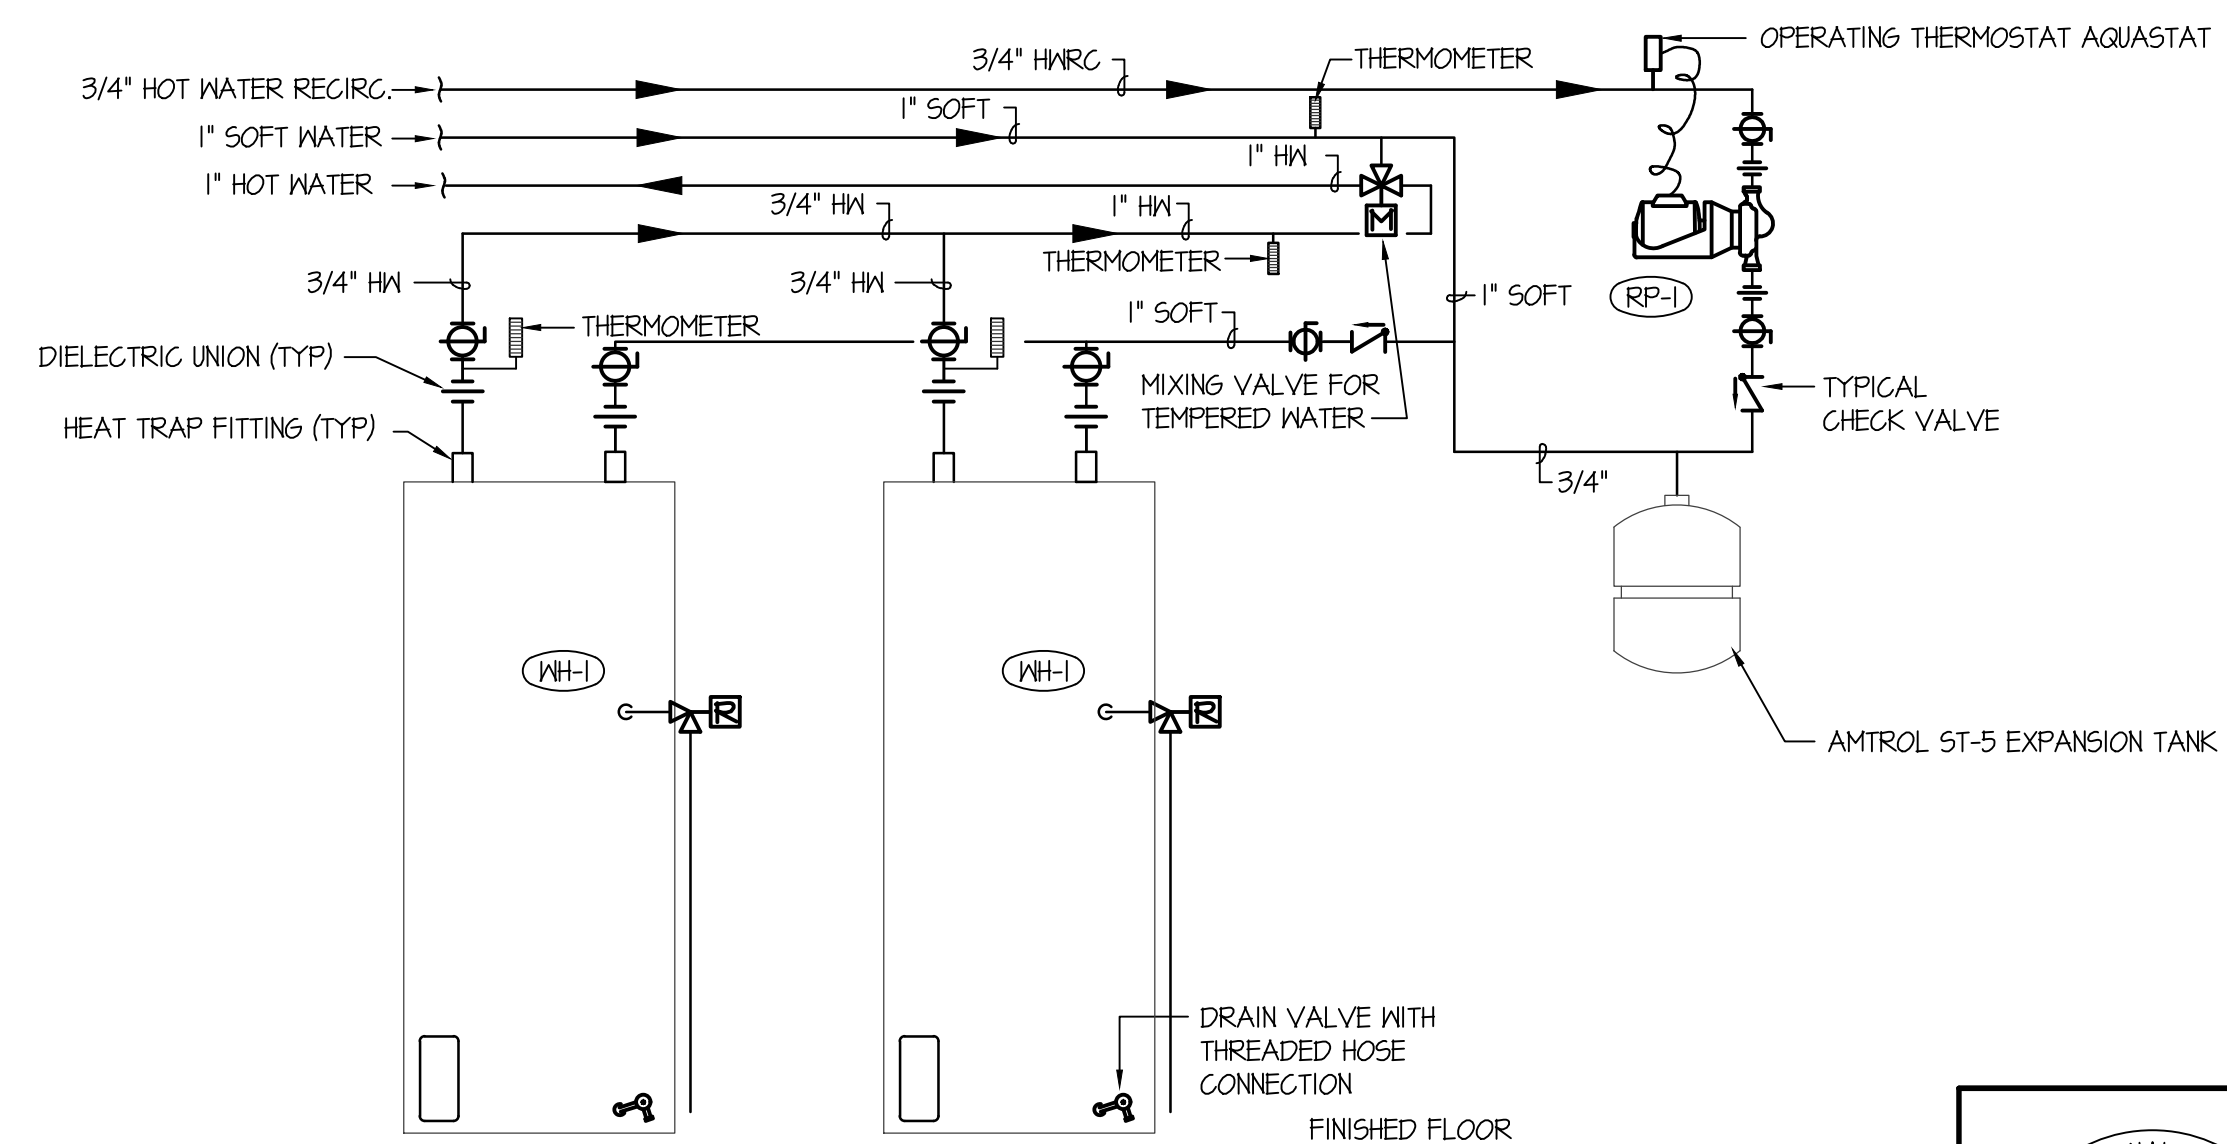 OPERATING THERMOSTAT AQUASTAT
3/4" HWRC
THERMOMETER
3/4" HOT WATER RECIRC.
1" SOFT
1" SOFT WATER
1" HW
1" HOT WATER
3/4" HW
1" HW
THERMOMETER
3/4" HW
3/4" HW
1" SOFT
RP-1
1" SOFT
THERMOMETER
DIELECTRIC UNION (TYP)
MIXING VALVE FOR
TEMPERED WATER
TYPICAL
CHECK VALVE
HEAT TRAP FITTING (TYP)
3/4"
M
WH-1
WH-1
R
R
AMTROL ST-5 EXPANSION TANK
DRAIN VALVE WITH
THREADED HOSE
CONNECTION
FINISHED FLOOR